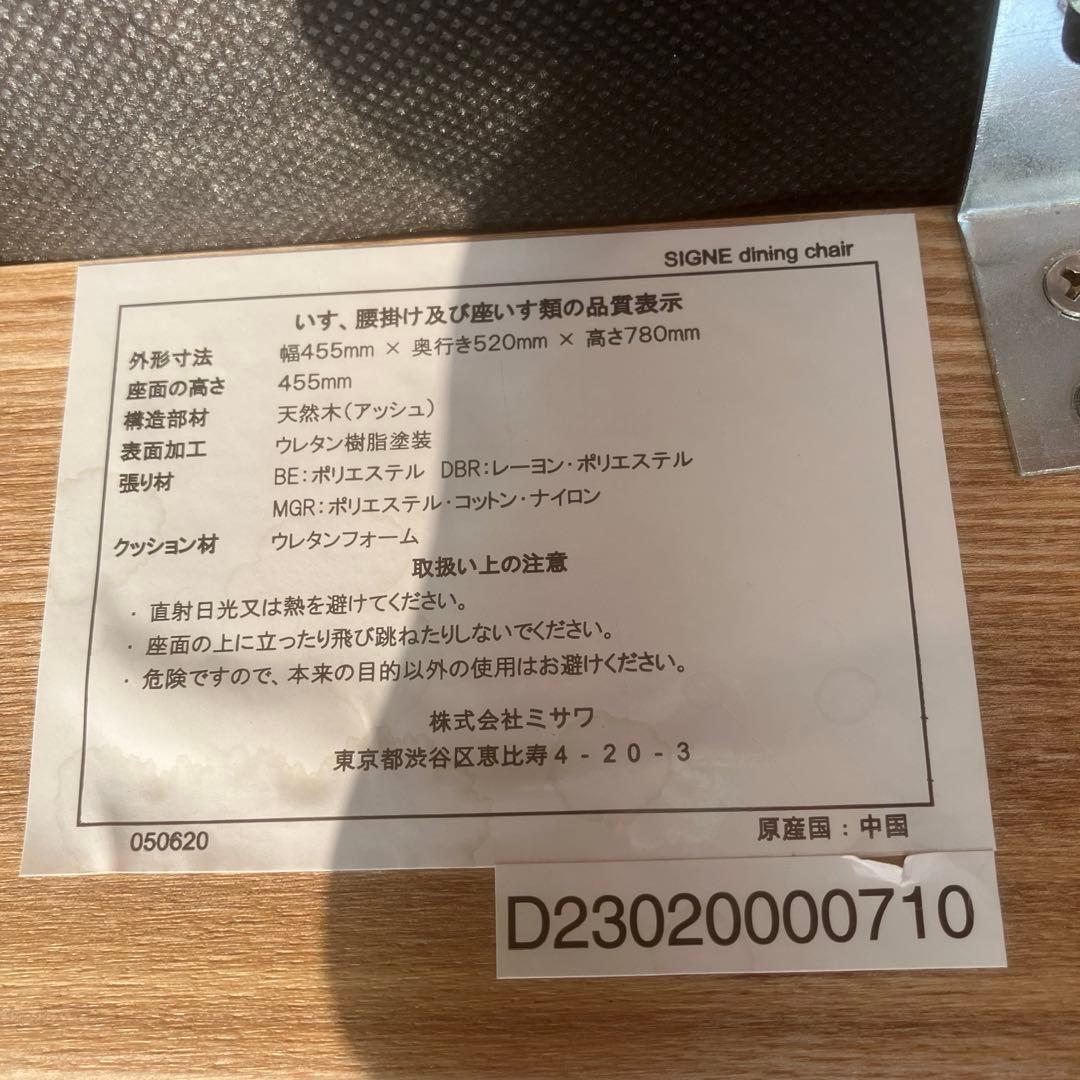 SIGNE dining chair
いす、腰掛け及び座いす類の品質表示
外形寸法 幅455mm × 奥行き520mm × 高さ780mm
座面の高さ 455mm
構造部材 天然木(アッシュ)
表面加工 ウレタン樹脂塗装
張り材 BE:ポリエステル DBR:レーヨン・ポリエステル
MGR:ポリエステル・コットン・ナイロン
クッション材 ウレタンフォーム
取扱い上の注意
・ 直射日光又は熱を避けてください。
・ 座面の上に立ったり飛び跳ねたりしないでください。
・ 危険ですので、本来の目的以外の使用はお避けください。
株式会社ミサワ
東京都渋谷区恵比寿4-20-3
050620 原産国:中国
D23020000710